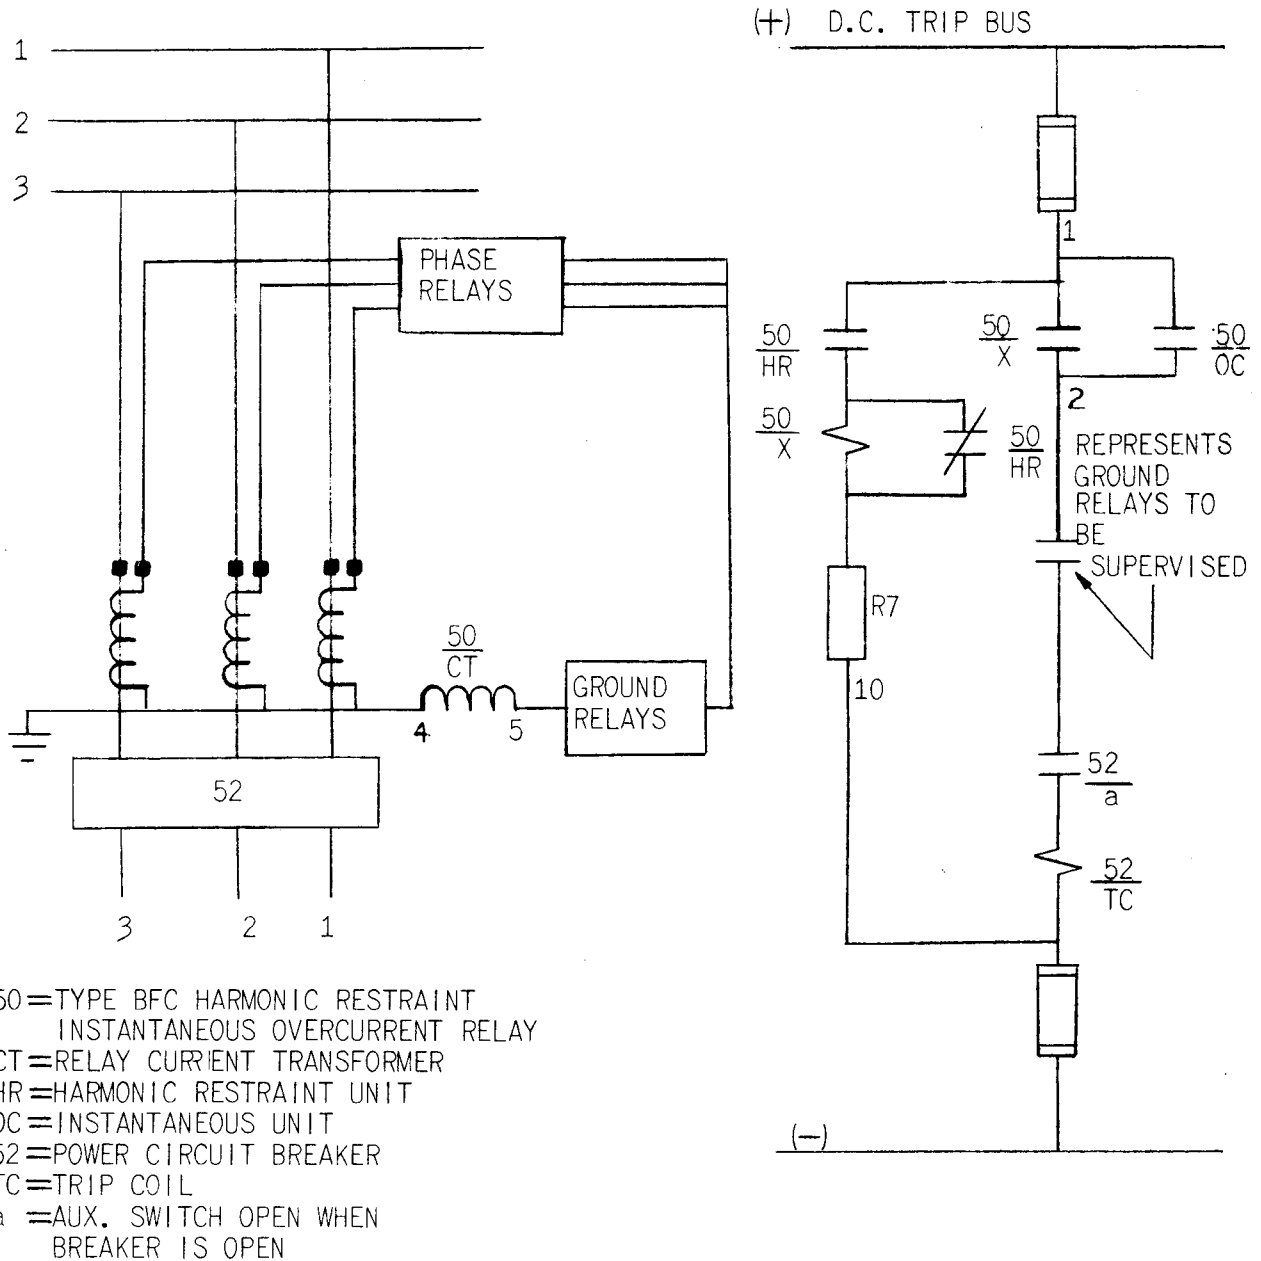 (+) D.C. TRIP BUS
1
2
3
PHASE
RELAYS
1
50
HR
50
X
50
OC
2
50
X
50
HR
REPRESENTS
GROUND
RELAYS TO
BE
SUPERVISED
R7
10
50
CT
4
5
GROUND
RELAYS
52
52
a
52
TC
3
2
1
(-)
50=TYPE BFC HARMONIC RESTRAINT
INSTANTANEOUS OVERCURRENT RELAY
CT=RELAY CURRENT TRANSFORMER
HR=HARMONIC RESTRAINT UNIT
OC=INSTANTANEOUS UNIT
52=POWER CIRCUIT BREAKER
TC=TRIP COIL
a =AUX. SWITCH OPEN WHEN
BREAKER IS OPEN